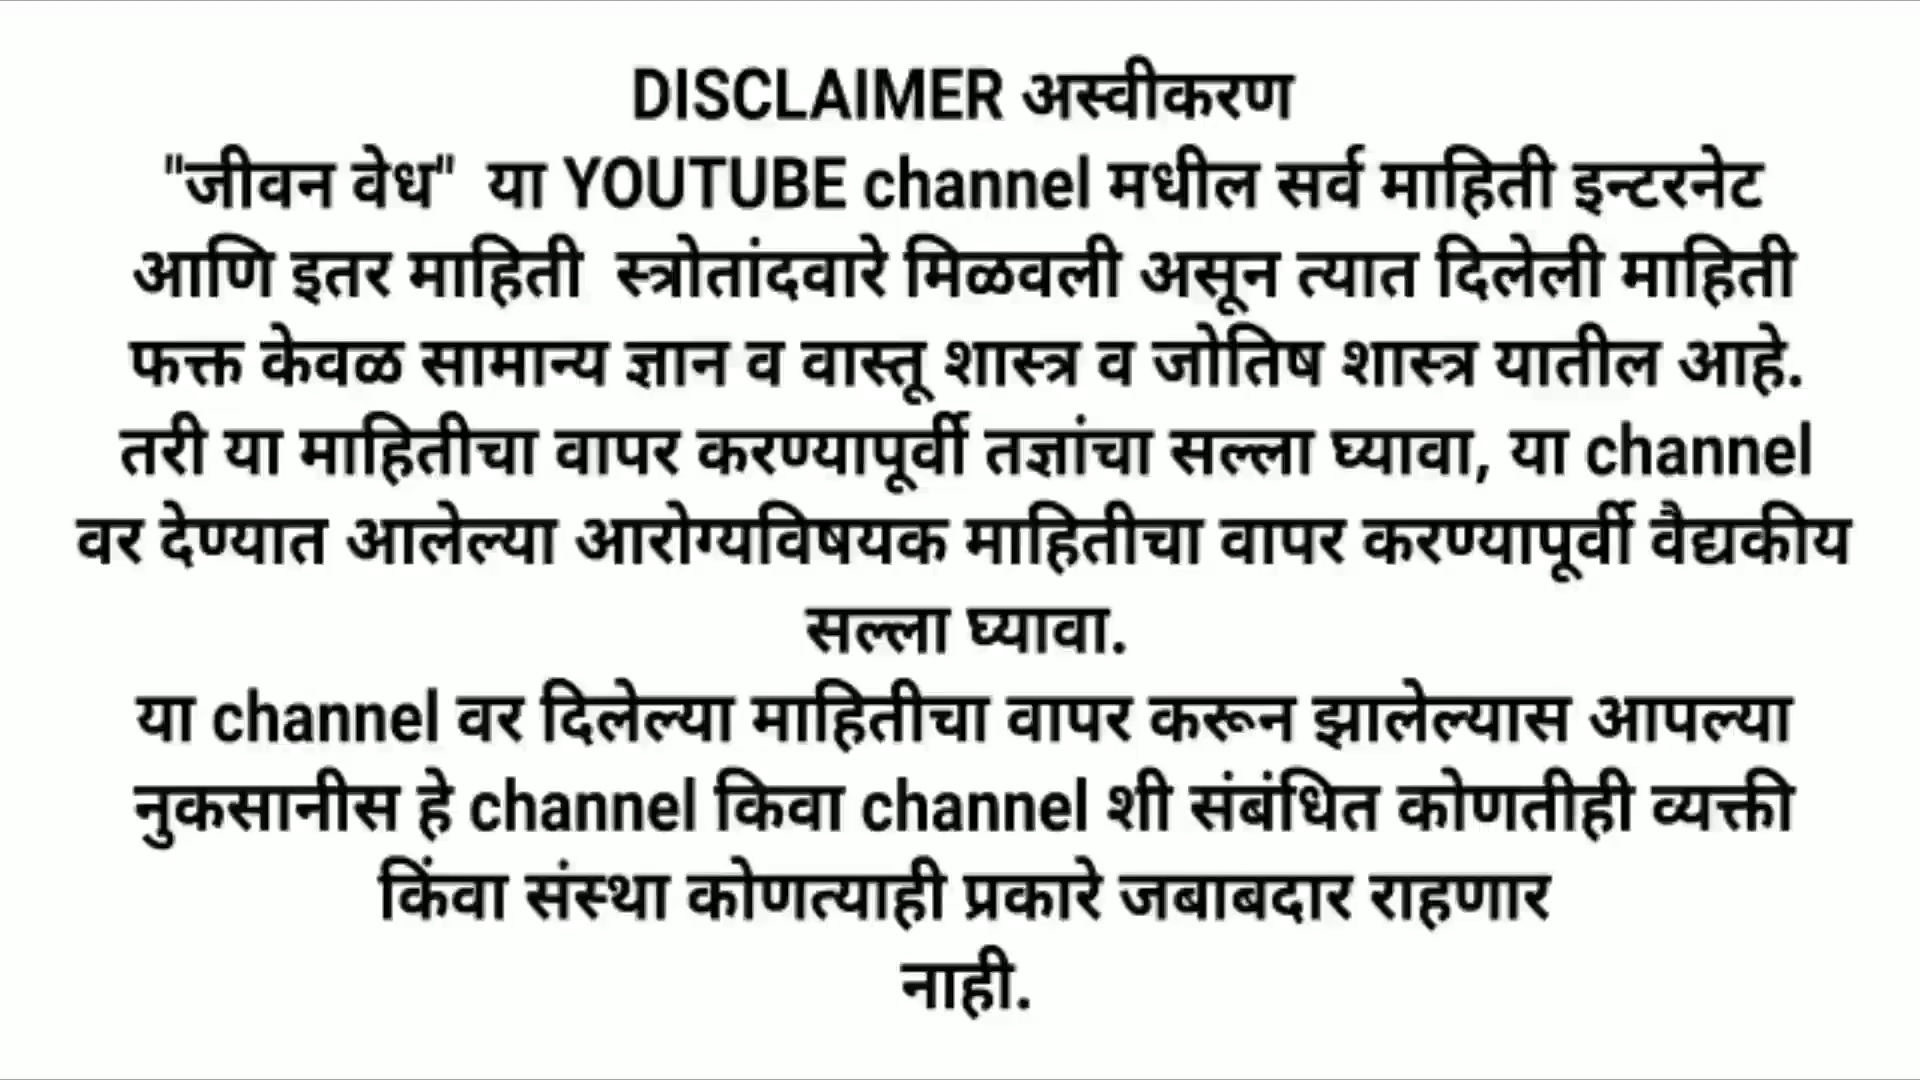 DISCLAIMER अस्वीकरण
"जीवन वेध" या YOUTUBE channel मधील सर्व माहिती इन्टरनेट
आणि इतर माहिती स्त्रोतांदवारे मिळवली असून त्यात दिलेली माहिती
फक्त केवळ सामान्य ज्ञान व वास्तू शास्त्र व जोतिष शास्त्र यातील आहे.
तरी या माहितीचा वापर करण्यापूर्वी तज्ञांचा सल्ला घ्यावा, या channel
वर देण्यात आलेल्या आरोग्यविषयक माहितीचा वापर करण्यापूर्वी वैद्यकीय
सल्ला घ्यावा.
या channel वर दिलेल्या माहितीचा वापर करून झालेल्यास आपल्या
नुकसानीस हे channel किवा channel शी संबंधित कोणतीही व्यक्ती
किंवा संस्था कोणत्याही प्रकारे जबाबदार राहणार
नाही.